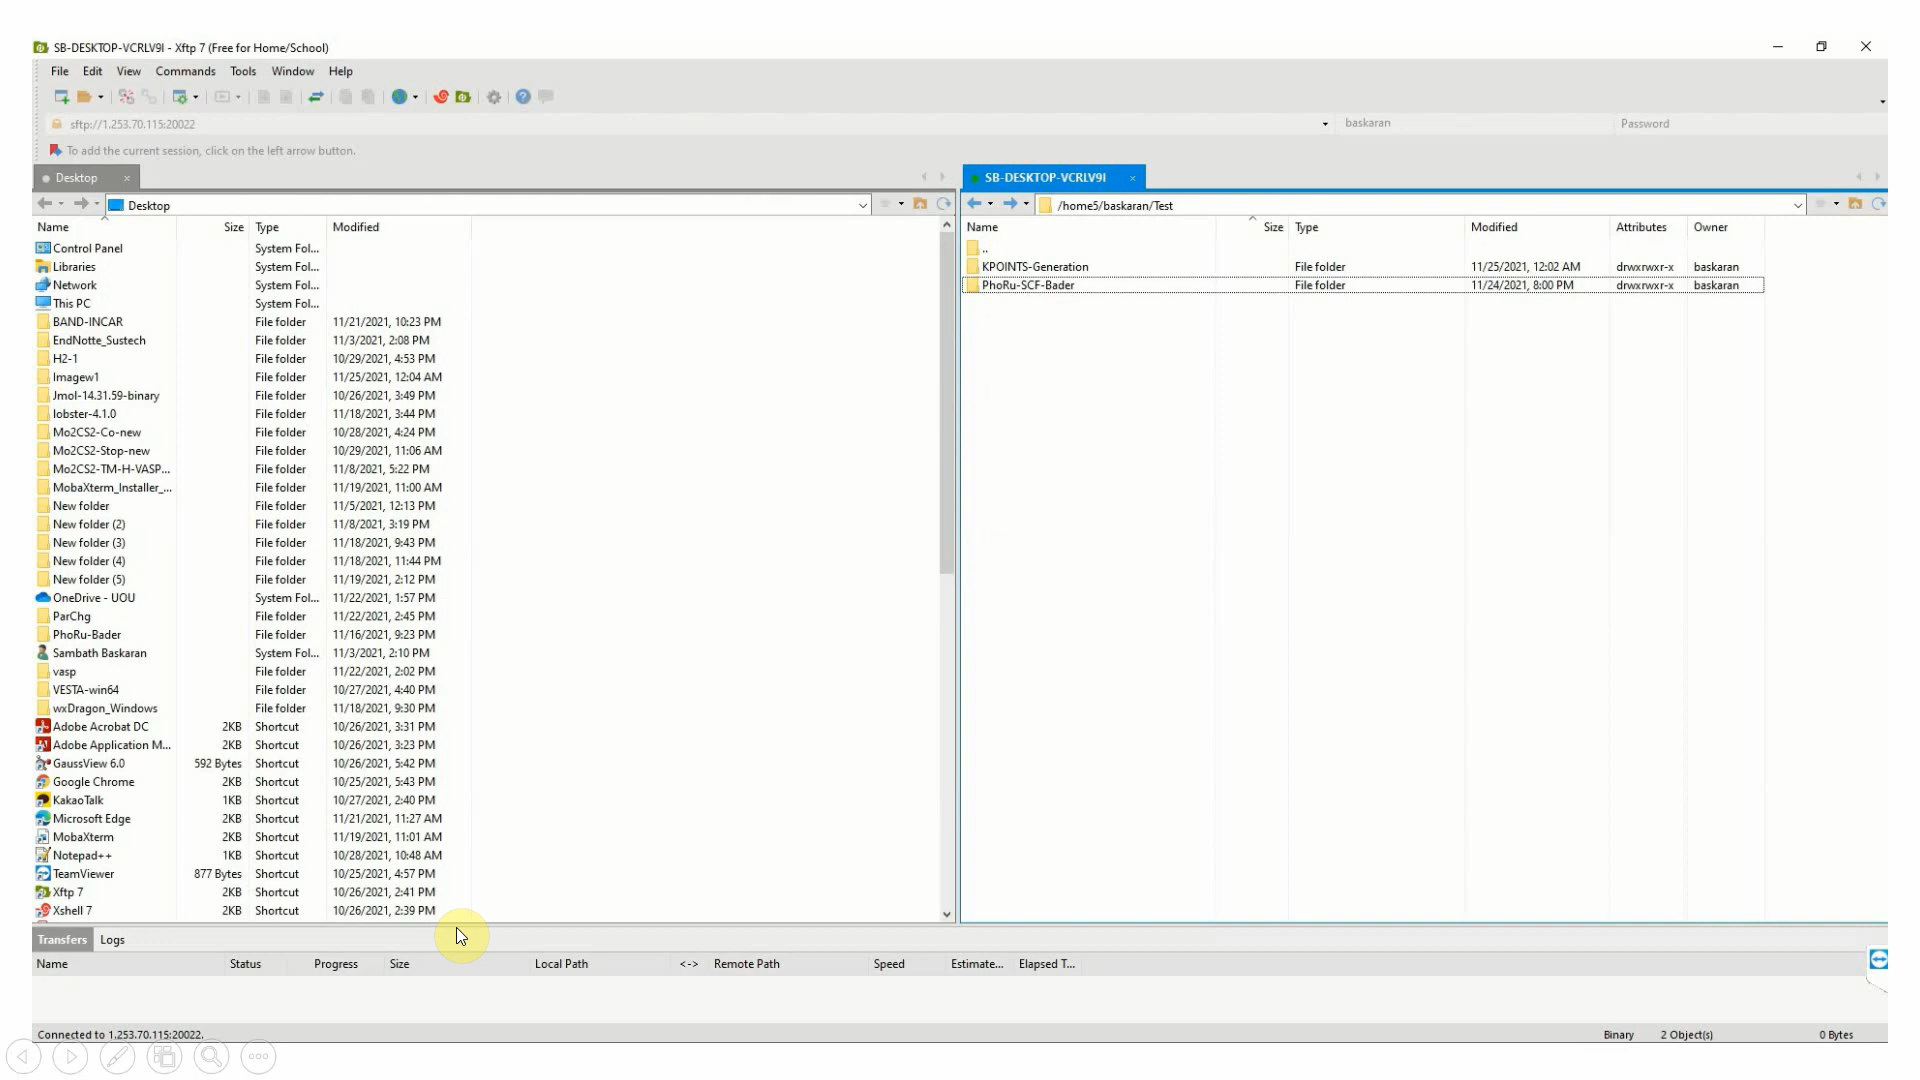 SB-DESKTOP-VCRLV9I - Xftp 7 (Free for Home/School)
File Edit View Commands Tools Window Help
sftp://1.253.70.115:20022 baskaran Password
To add the current session, click on the left arrow button.
Desktop SB-DESKTOP-VCRLV9I
Desktop /home5/baskaran/Test
Name Size Type Modified Name Size Type Modified Attributes Owner
Control Panel System Fol... ..
Libraries System Fol... KPOINTS-Generation File folder 11/25/2021, 12:02 AM drwxrwxr-x baskaran
Network System Fol... PhoRu-SCF-Bader File folder 11/24/2021, 8:00 PM drwxrwxr-x baskaran
This PC System Fol...
BAND-INCAR File folder 11/21/2021, 10:23 PM
EndNotte_Sustech File folder 11/3/2021, 2:08 PM
H2-1 File folder 10/29/2021, 4:53 PM
Imagew1 File folder 11/25/2021, 12:04 AM
Jmol-14.31.59-binary File folder 10/26/2021, 3:49 PM
lobster-4.1.0 File folder 11/18/2021, 3:44 PM
Mo2CS2-Co-new File folder 10/28/2021, 4:24 PM
Mo2CS2-Stop-new File folder 10/29/2021, 11:06 AM
Mo2CS2-TM-H-VASP... File folder 11/8/2021, 5:22 PM
MobaXterm_Installer_... File folder 11/19/2021, 11:00 AM
New folder File folder 11/5/2021, 12:13 PM
New folder (2) File folder 11/8/2021, 3:19 PM
New folder (3) File folder 11/18/2021, 9:43 PM
New folder (4) File folder 11/18/2021, 11:44 PM
New folder (5) File folder 11/19/2021, 2:12 PM
OneDrive - UOU System Fol... 11/22/2021, 1:57 PM
ParChg File folder 11/22/2021, 2:45 PM
PhoRu-Bader File folder 11/16/2021, 9:23 PM
Sambath Baskaran System Fol... 11/3/2021, 2:10 PM
vasp File folder 11/22/2021, 2:02 PM
VESTA-win64 File folder 10/27/2021, 4:40 PM
wxDragon_Windows File folder 11/18/2021, 9:30 PM
Adobe Acrobat DC 2KB Shortcut 10/26/2021, 3:31 PM
Adobe Application M... 2KB Shortcut 10/26/2021, 3:23 PM
GaussView 6.0 592 Bytes Shortcut 10/26/2021, 5:42 PM
Google Chrome 2KB Shortcut 10/25/2021, 5:43 PM
KakaoTalk 1KB Shortcut 10/27/2021, 2:40 PM
Microsoft Edge 2KB Shortcut 11/21/2021, 11:27 AM
MobaXterm 2KB Shortcut 11/19/2021, 11:01 AM
Notepad++ 1KB Shortcut 10/28/2021, 10:48 AM
TeamViewer 877 Bytes Shortcut 10/25/2021, 4:57 PM
Xftp 7 2KB Shortcut 10/26/2021, 2:41 PM
Xshell 7 2KB Shortcut 10/26/2021, 2:39 PM
Transfers Logs
Name Status Progress Size Local Path <-> Remote Path Speed Estimate... Elapsed T...
Connected to 1.253.70.115:20022. Binary 2 Object(s) 0 Bytes